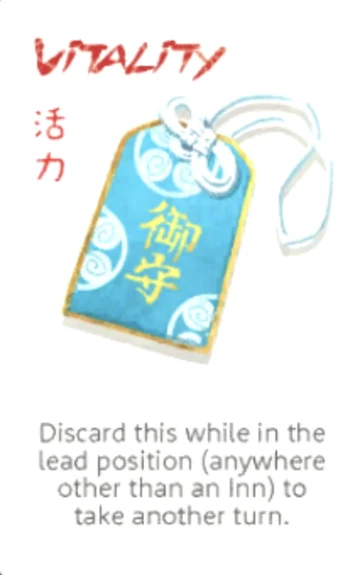 VITALITY
活
力
御
守
Discard this while in the
lead position (anywhere
other than an Inn) to
take another turn.